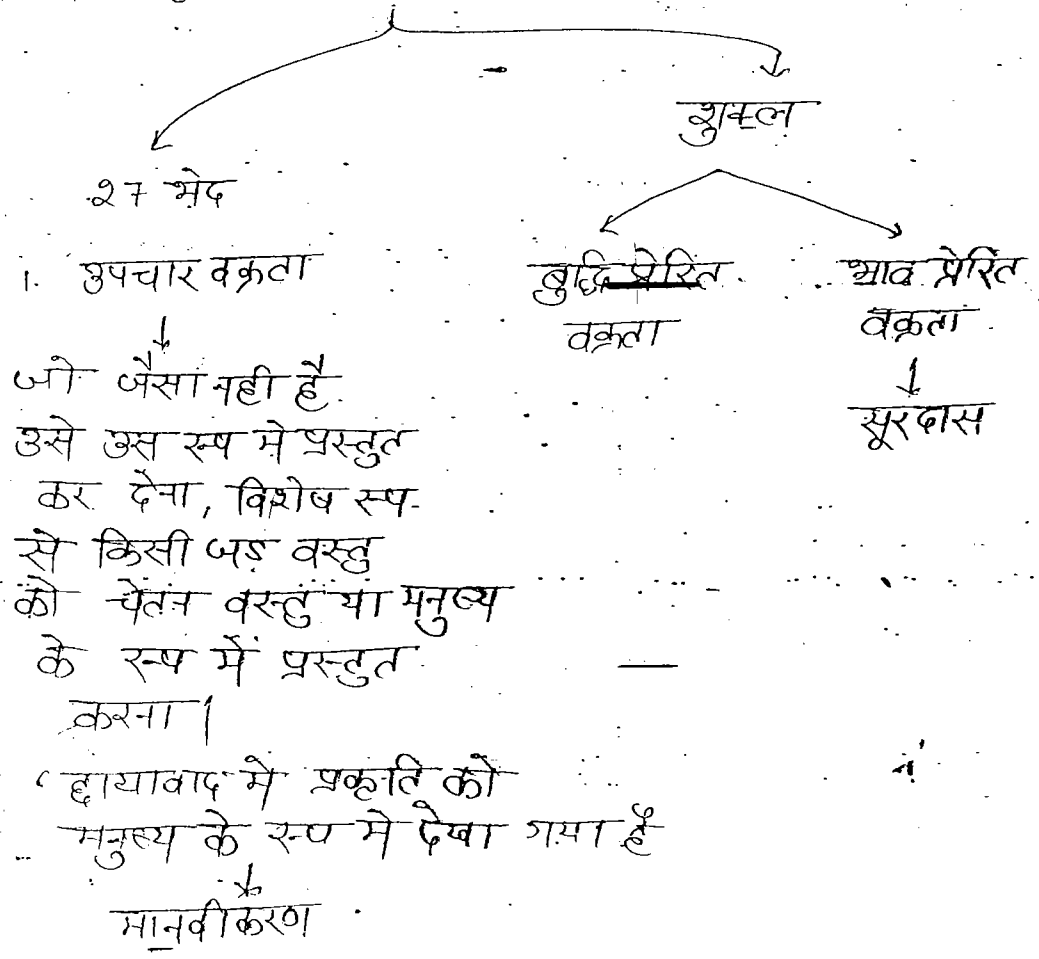 शुक्ल
२7 भेद
1. उपचार वक्रता
बुद्धि प्रेरित
वक्रता
भाव प्रेरित
वक्रता
सूरदास
जो जैसा नही है
उसे उस रूप मे प्रस्तुत
कर देना, विशेष रूप
से किसी जड़ वस्तु
को चेतन वस्तु या मनुष्य
के रूप में प्रस्तुत
करना।
छायावाद मे प्रकृति को
मनुष्य के रूप मे देखा गया है
मानवीकरण